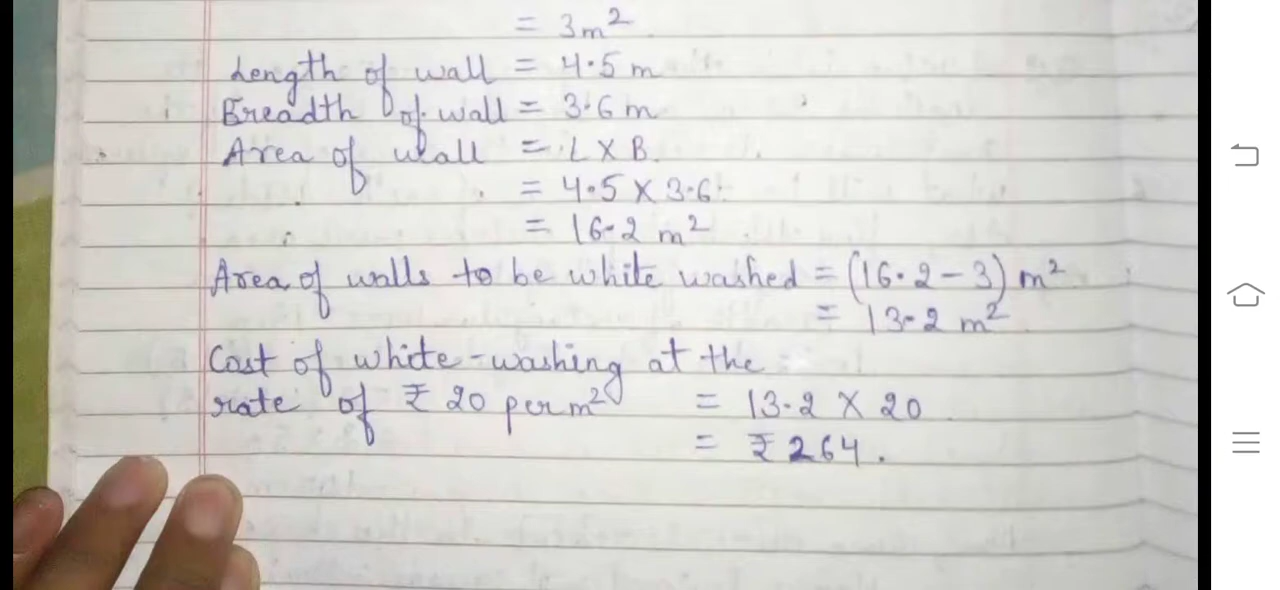 = 3m²
Length of wall = 4.5 m
Breadth of wall = 3.6 m
Area of wall = L X B.
= 4.5 X 3.6
= 16.2 m²
Area of walls to be white washed = (16.2 - 3) m²
= 13.2 m²
Cost of white-washing at the
rate of ₹ 20 per m² = 13.2 X 20
= ₹ 264.